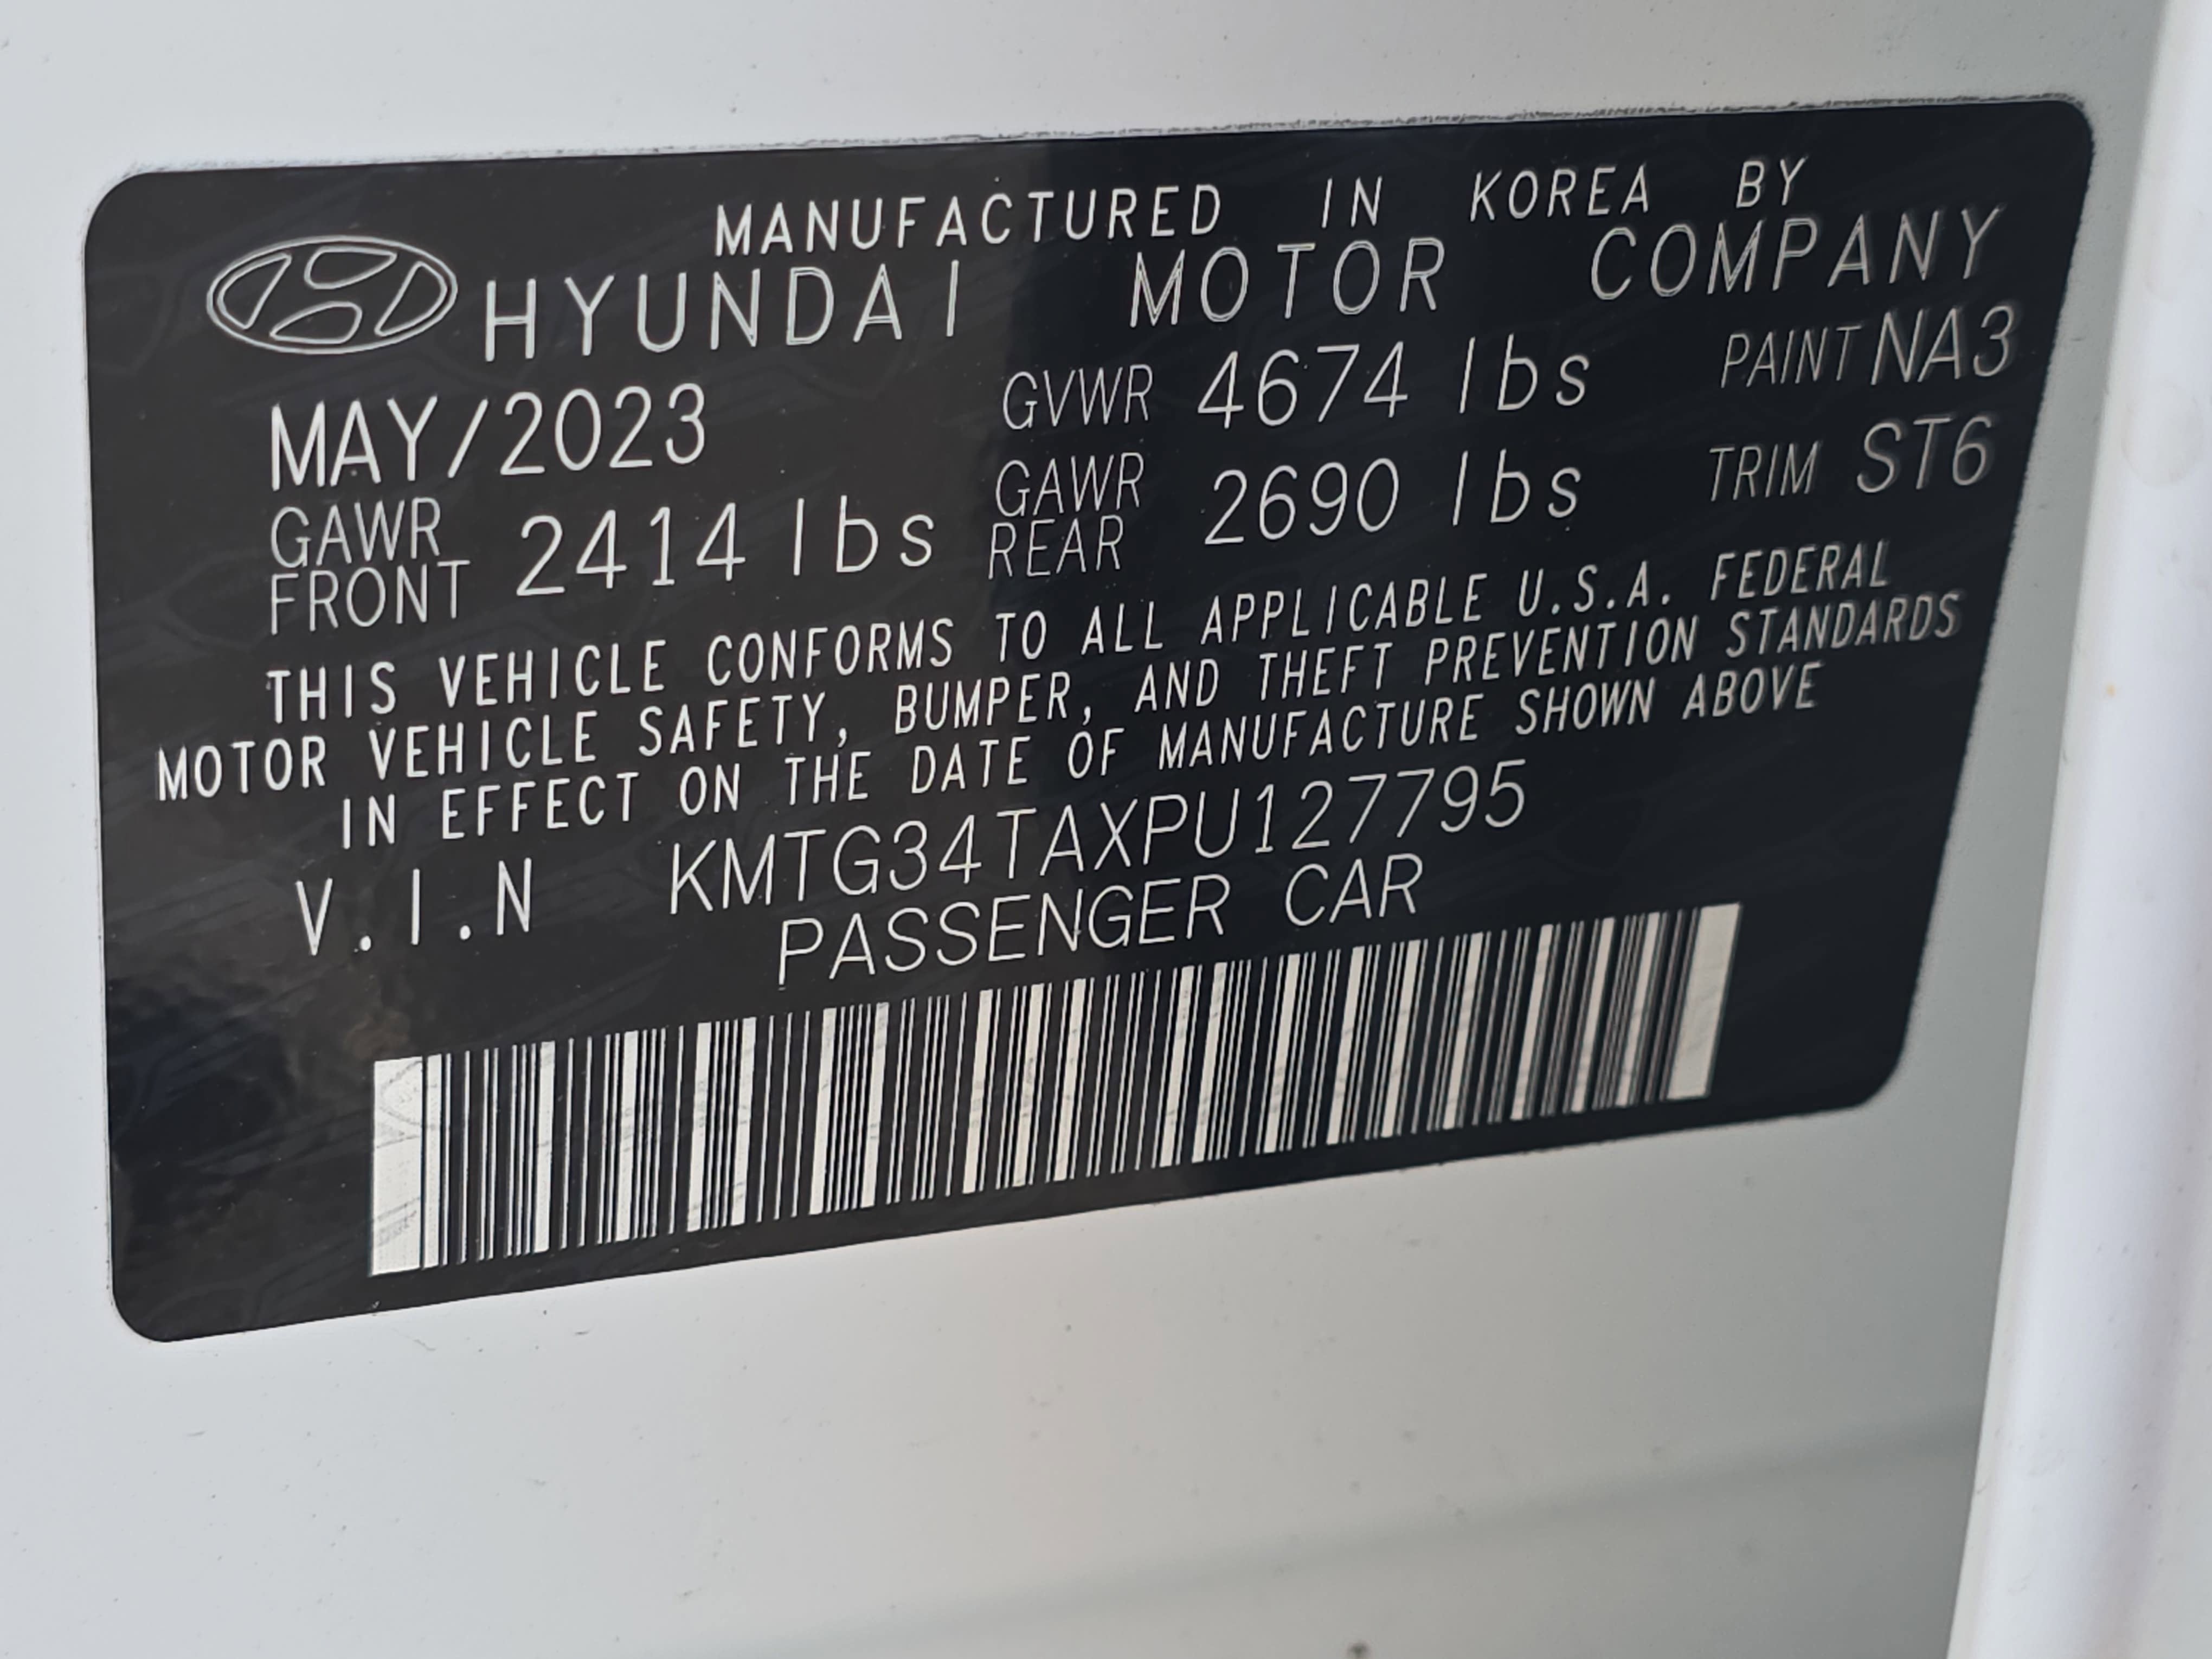 MANUFACTURED IN KOREA BY
HYUNDAI MOTOR COMPANY
MAY/2023 GVWR 4674 lbs PAINT NA3
GAWR FRONT 2414 lbs GAWR REAR 2690 lbs TRIM ST6
THIS VEHICLE CONFORMS TO ALL APPLICABLE U.S.A. FEDERAL
MOTOR VEHICLE SAFETY, BUMPER, AND THEFT PREVENTION STANDARDS
IN EFFECT ON THE DATE OF MANUFACTURE SHOWN ABOVE
V.I.N KMTG34TAXPU127795
PASSENGER CAR